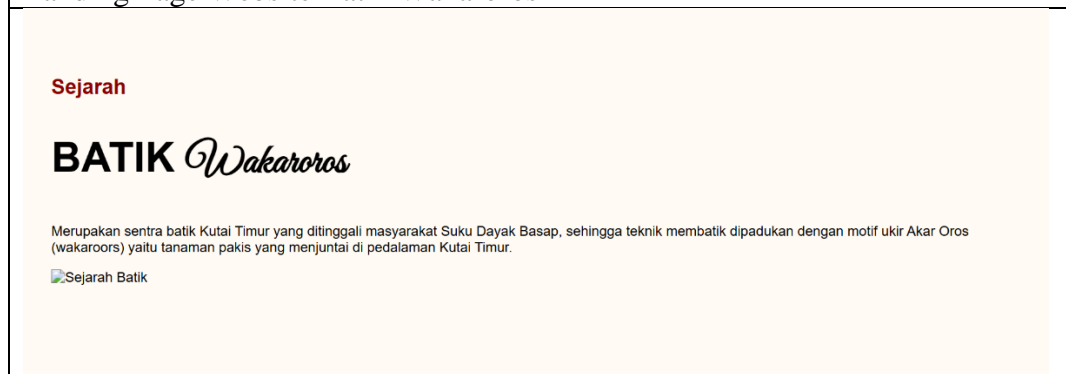 Sejarah
BATIK Wakaroros
Merupakan sentra batik Kutai Timur yang ditinggali masyarakat Suku Dayak Basap, sehingga teknik membatik dipadukan dengan motif ukir Akar Oros
(wakaroors) yaitu tanaman pakis yang menjuntai di pedalaman Kutai Timur.
Sejarah Batik